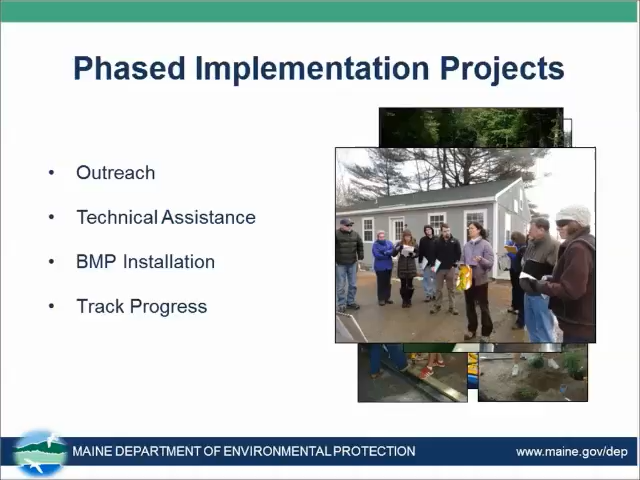 Phased Implementation Projects
• Outreach
• Technical Assistance
• BMP Installation
• Track Progress
MAINE DEPARTMENT OF ENVIRONMENTAL PROTECTION
www.maine.gov/dep